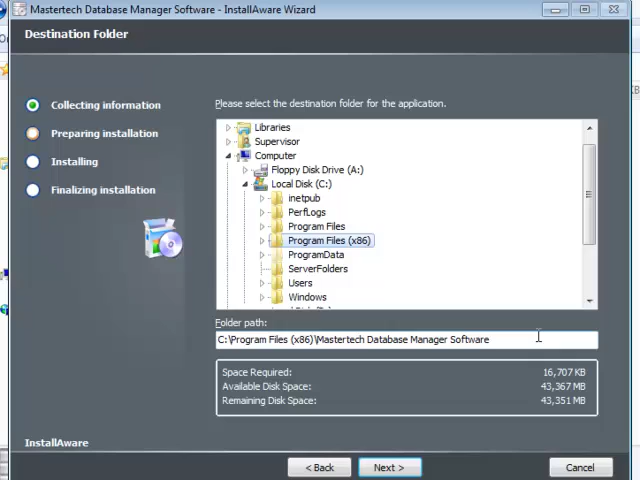 Mastertech Database Manager Software - InstallAware Wizard
Destination Folder
Collecting information
Preparing installation
Installing
Finalizing installation
Please select the destination folder for the application.
Libraries
Supervisor
Computer
Floppy Disk Drive (A:)
Local Disk (C:)
inetpub
PerfLogs
Program Files
Program Files (x86)
ProgramData
ServerFolders
Users
Windows
Folder path:
C:\Program Files (x86)\Mastertech Database Manager Software
Space Required: 16,707 KB
Available Disk Space: 43,367 MB
Remaining Disk Space: 43,351 MB
InstallAware
< Back
Next >
Cancel